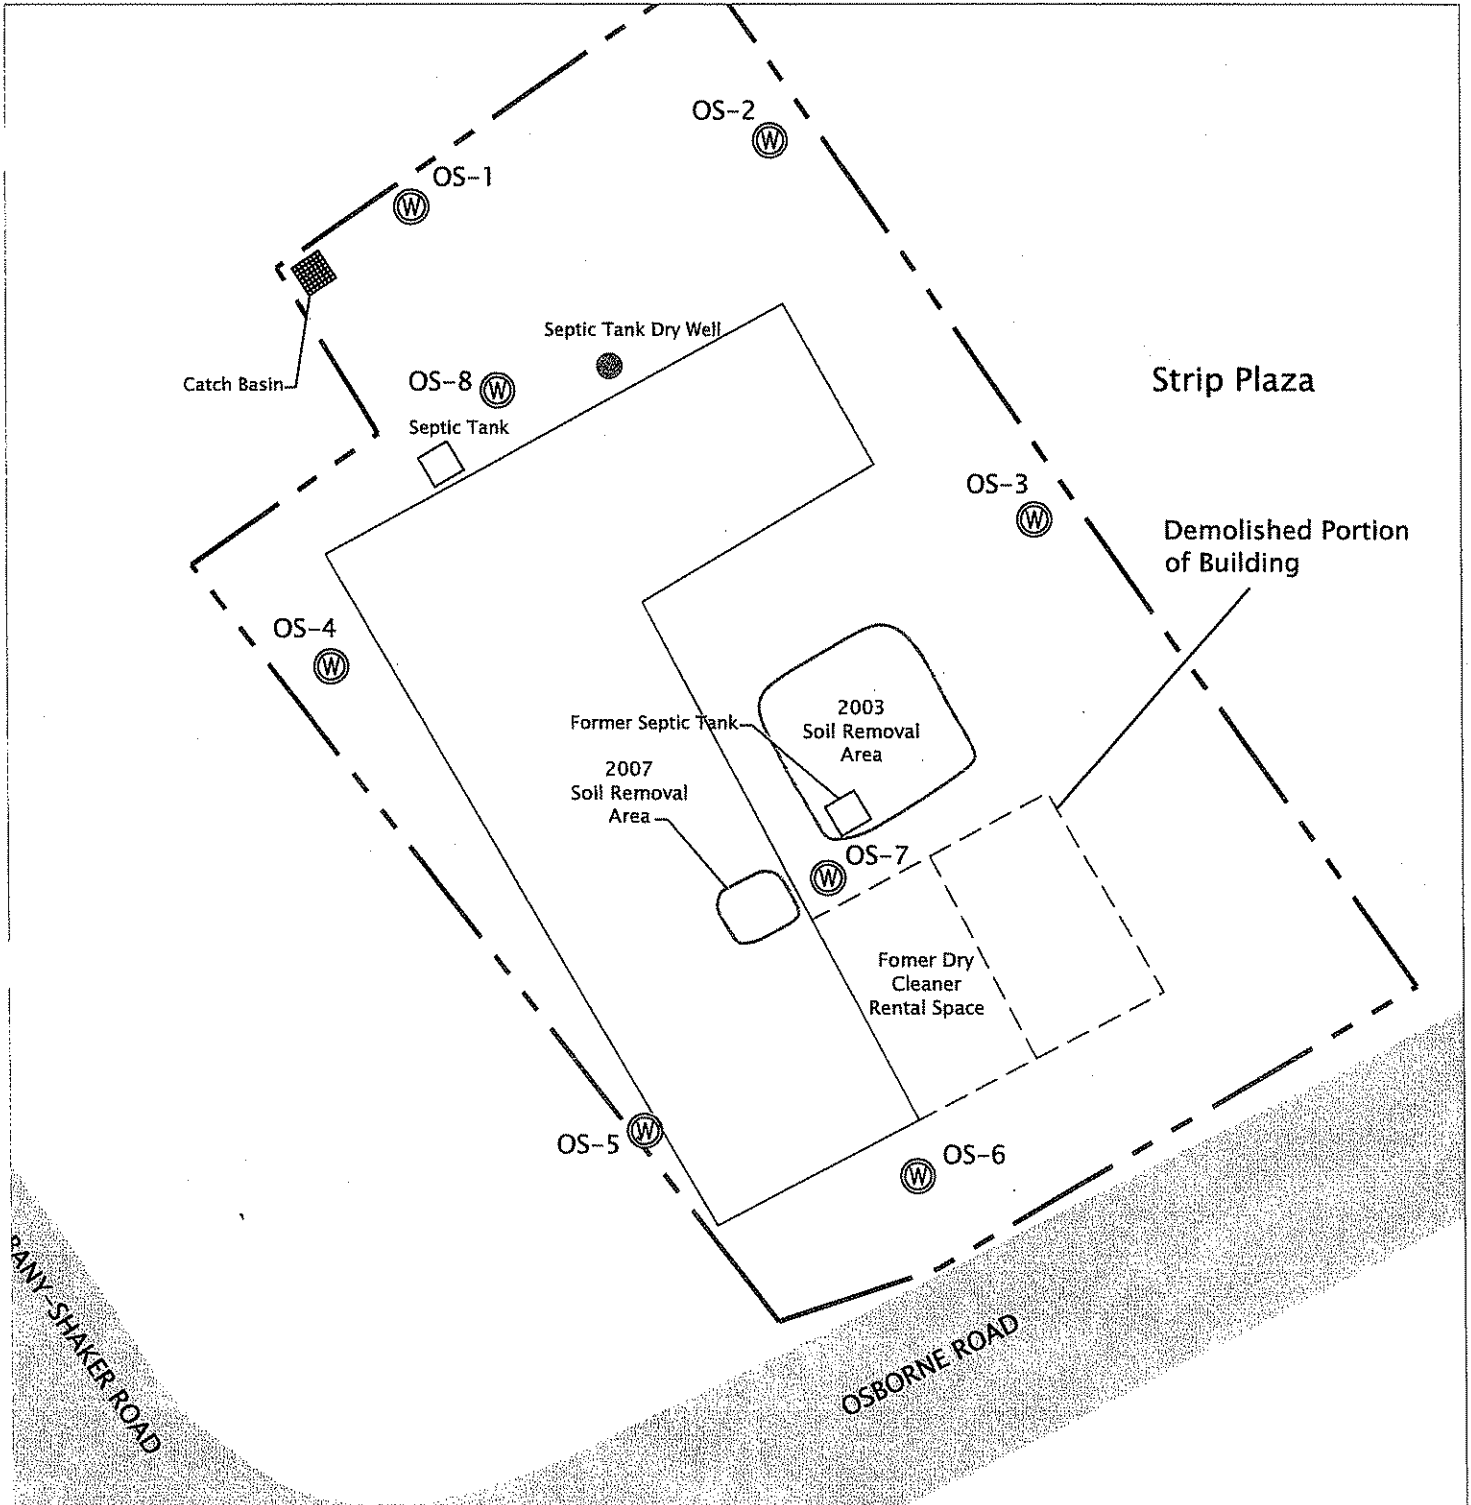 OS-2
W
OS-1
W
Septic Tank Dry Well
Catch Basin
OS-8
W
Septic Tank
Strip Plaza
OS-3
W
Demolished Portion
of Building
OS-4
W
Former Septic Tank
2003
Soil Removal
Area
2007
Soil Removal
Area
OS-7
W
Fomer Dry
Cleaner
Rental Space
OS-5
W
OS-6
W
BANY-SHAKER ROAD
OSBORNE ROAD